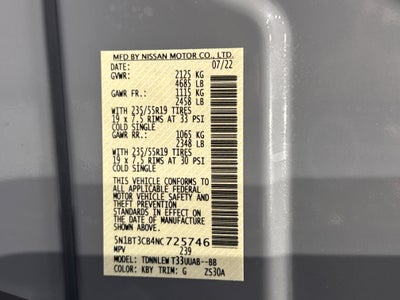 MFD BY NISSAN MOTOR CO., LTD.
DATE: 07/22
GVWR: 2125 KG
4685 LB
GAWR FR.: 1115 KG
2458 LB
WITH 235/55R19 TIRES
19 x 7.5 RIMS AT 33 PSI
COLD SINGLE
GAWR RR.: 1065 KG
2348 LB
WITH 235/55R19 TIRES
19 x 7.5 RIMS AT 30 PSI
COLD SINGLE
THIS VEHICLE CONFORMS TO
ALL APPLICABLE FEDERAL
MOTOR VEHICLE SAFETY
AND THEFT PREVENTION
STANDARDS IN EFFECT ON
THE DATE OF MANUFACTURE
SHOWN ABOVE.
5N1BT3CB4NC725746
MPV 239
MODEL: TDNNLEW T33UUAB--BB
COLOR: KBY TRIM: G ZS30A